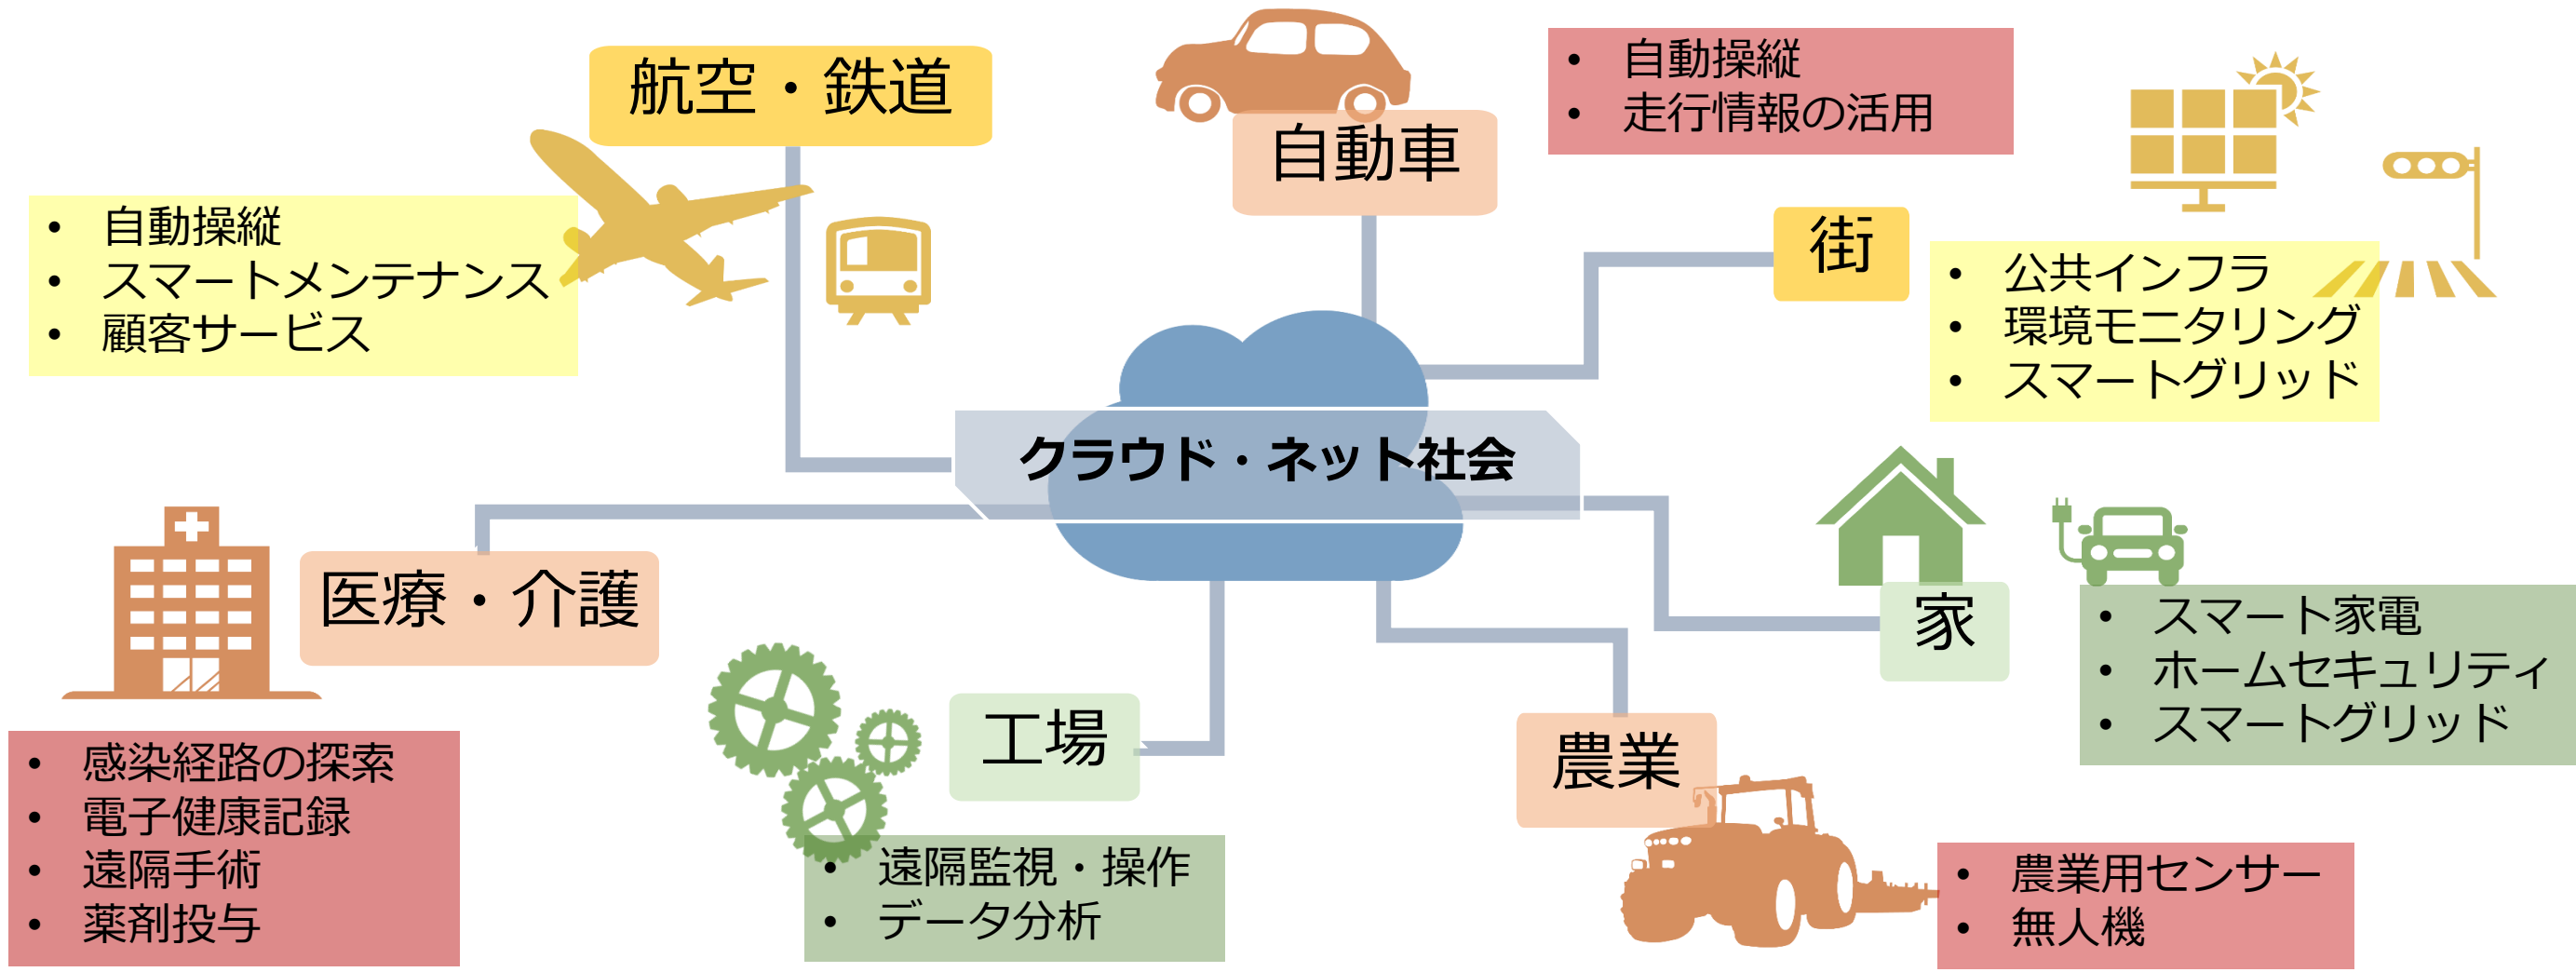 航空・鉄道
• 自動操縦
• スマートメンテナンス
• 顧客サービス
自動車
• 自動操縦
• 走行情報の活用
街
• 公共インフラ
• 環境モニタリング
• スマートグリッド
クラウド・ネット社会
医療・介護
• 感染経路の探索
• 電子健康記録
• 遠隔手術
• 薬剤投与
工場
• 遠隔監視・操作
• データ分析
農業
• 農業用センサー
• 無人機
家
• スマート家電
• ホームセキュリティ
• スマートグリッド